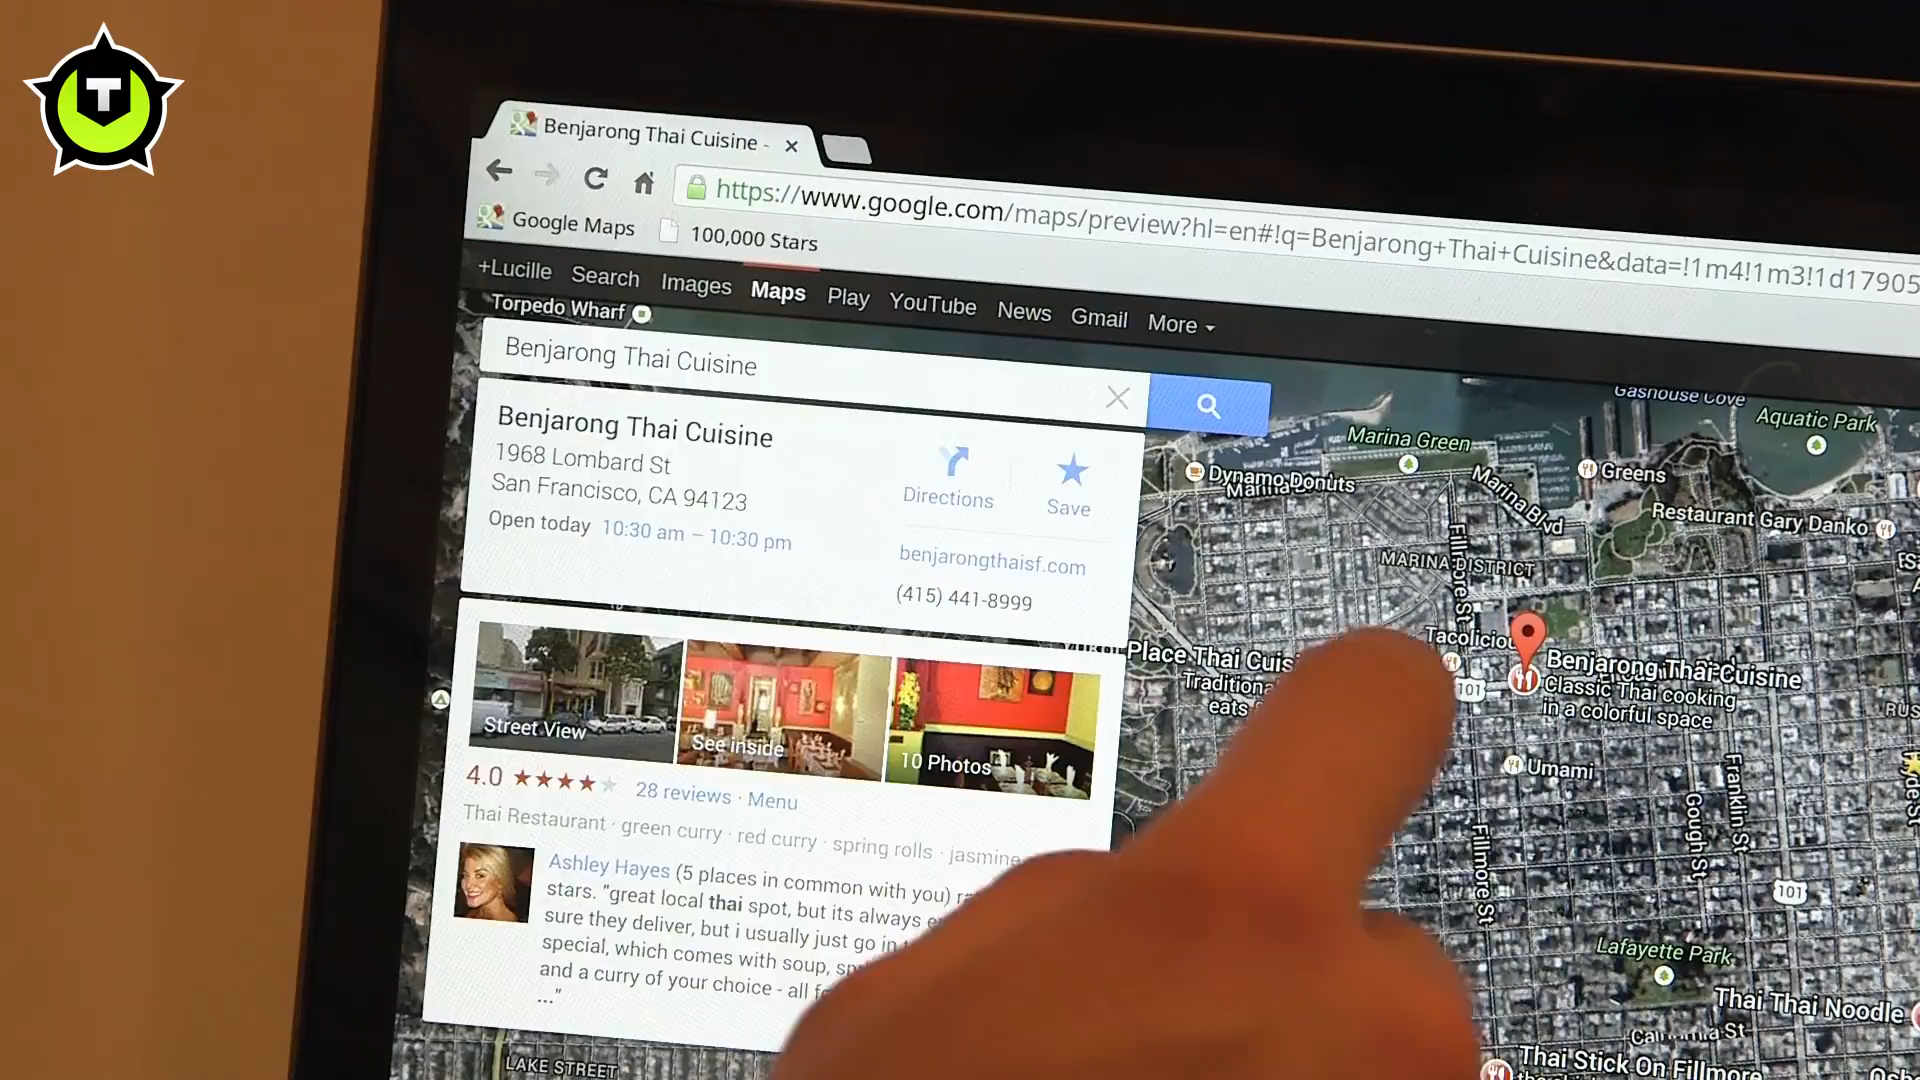 T
Benjarong Thai Cuisine -
https://www.google.com/maps/preview?hl=en#!q=Benjarong+Thai+Cuisine&data=!1m4!1m3!1d17905
Google Maps
100,000 Stars
+Lucille Search Images Maps Play YouTube News Gmail More
Torpedo Wharf
Benjarong Thai Cuisine
Benjarong Thai Cuisine
1968 Lombard St
San Francisco, CA 94123
Open today 10:30 am – 10:30 pm
Directions
Save
benjarongthaisf.com
(415) 441-8999
Street View
See inside
10 Photos
4.0 28 reviews · Menu
Thai Restaurant · green curry · red curry · spring rolls · jasmine
Ashley Hayes (5 places in common with you)
stars. "great local thai spot, but its always
sure they deliver, but i usually just go in
special, which comes with soup,
and a curry of your choice - all
..."
LAKE STREET
Gashouse Cove
Aquatic Park
Marina Green
Dynamo Donuts
Marina Blvd
Greens
Restaurant Gary Danko
MARINA DISTRICT
Fillmore St
Place Thai
Traditional
eats
Tacolicious
101
Benjarong Thai Cuisine
Classic Thai cooking
in a colorful space
Umami
Franklin St
Gough St
Fillmore St
101
Lafayette Park
Thai Thai Noodle
California St
Thai Stick On Fillmore